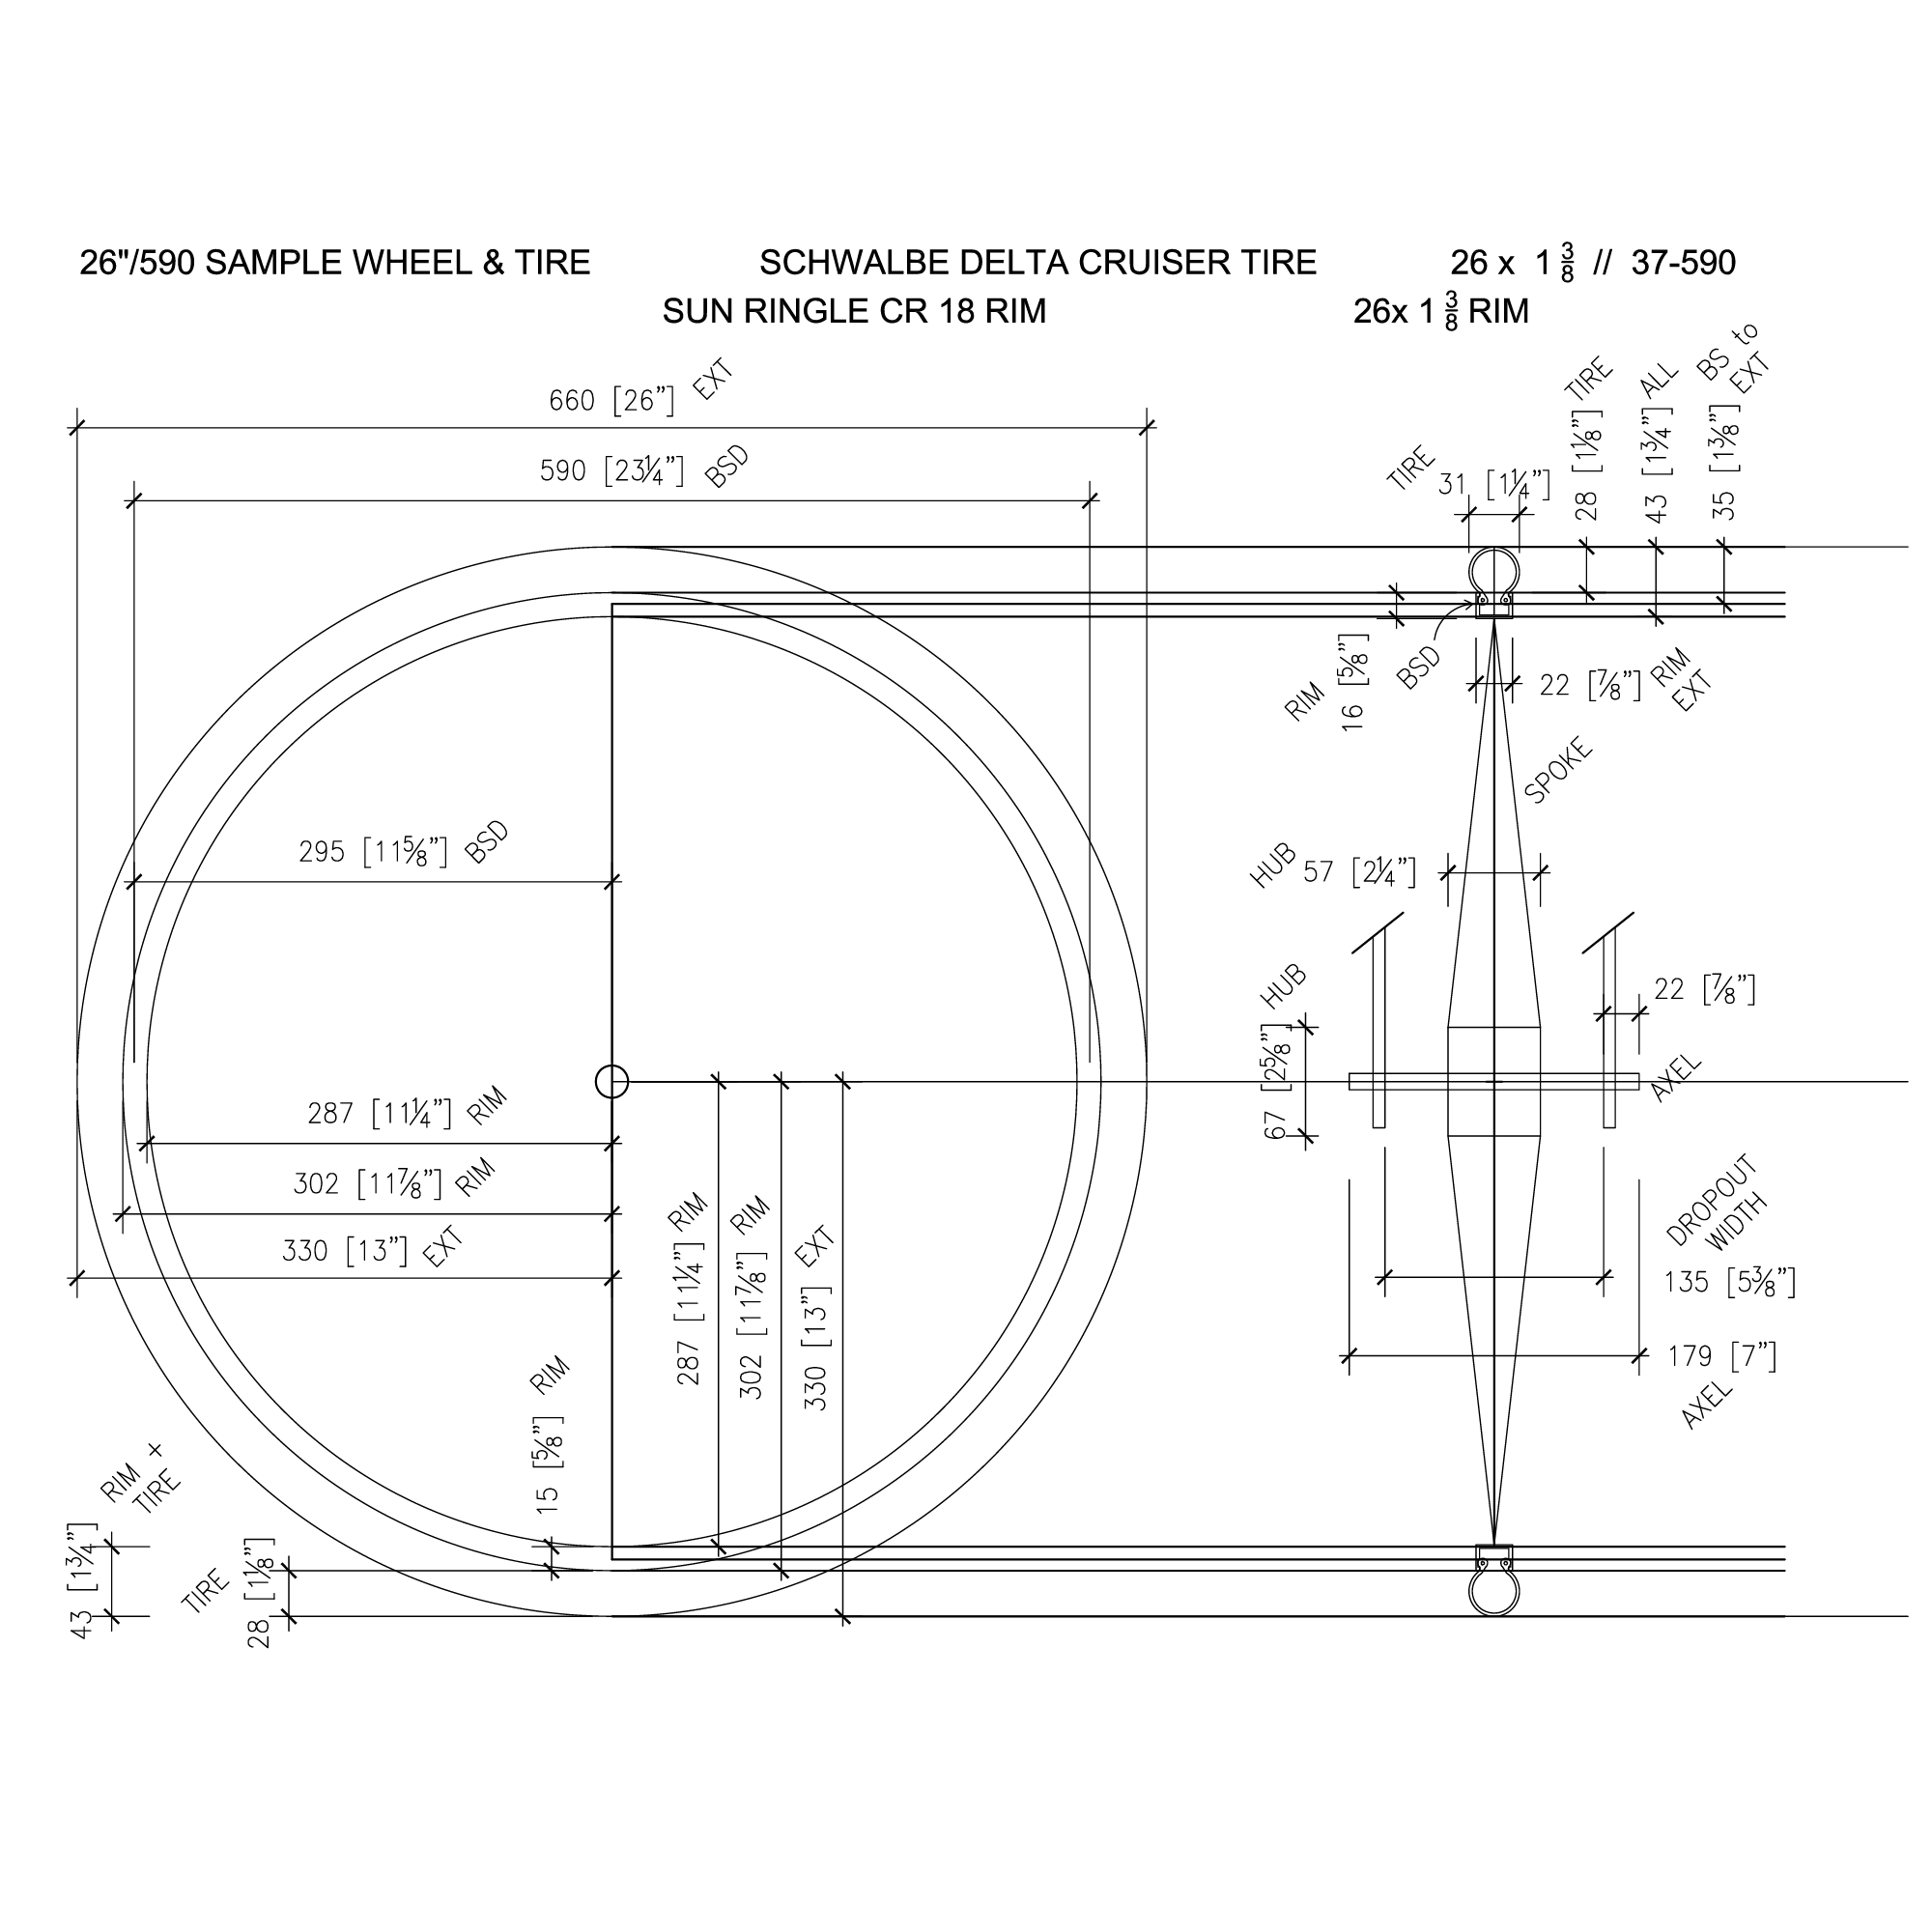 26"/590 SAMPLE WHEEL & TIRE
SCHWALBE DELTA CRUISER TIRE
26 x 1 3/8 // 37-590
SUN RINGLE CR 18 RIM
26x 1 3/8 RIM
660 [26”] EXT
590 [23¼”] BSD
TIRE
31 [1¼”]
28 [1⅛”] TIRE
43 [1¾”] ALL
35 [1⅜”]
BS to
EXT
RIM
16 [⅝”]
BSD
22 [⅞”]
RIM
EXT
SPOKE
295 [11⅝”] BSD
HUB
57 [2¼”]
67 [2⅝”] HUB
22 [⅞”]
AXEL
287 [11¼”] RIM
302 [11⅞”] RIM
330 [13”] EXT
287 [11¼”] RIM
302 [11⅞”] RIM
330 [13”] EXT
DROPOUT
WIDTH
135 [5⅜”]
179 [7”]
AXEL
15 [⅝”] RIM
RIM +
TIRE
43 [1¾”]
TIRE
28 [1⅛”]